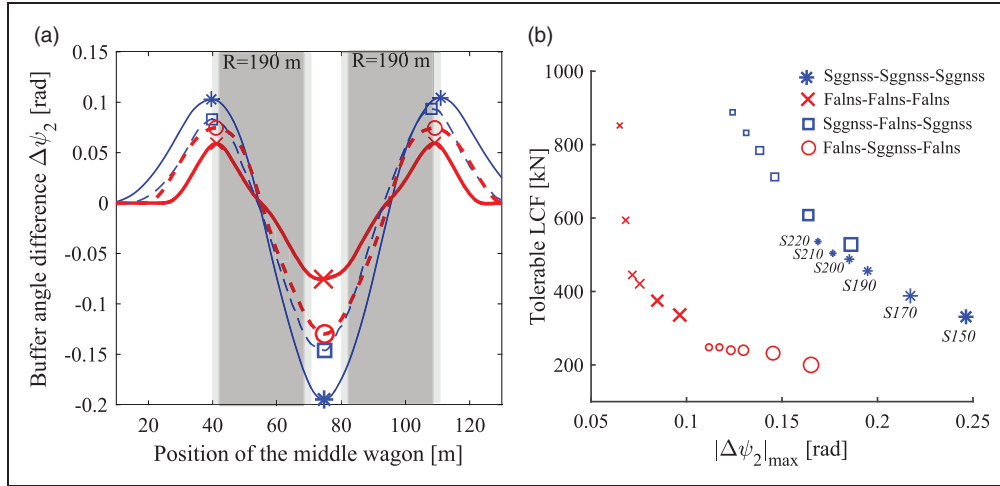 (a)
0.15
0.1
0.05
0
-0.05
-0.1
-0.15
-0.2
Buffer angle difference Δψ₂ [rad]
R=190 m
R=190 m
20
40
60
80
100
120
Position of the middle wagon [m]
(b)
1000
800
600
400
200
Tolerable LCF [kN]
Sggnss-Sggnss-Sggnss
Falns-Falns-Falns
Sggnss-Falns-Sggnss
Falns-Sggnss-Falns
S220
S210
S200
S190
S170
S150
0.05
0.1
0.15
0.2
0.25
|Δψ₂|max [rad]